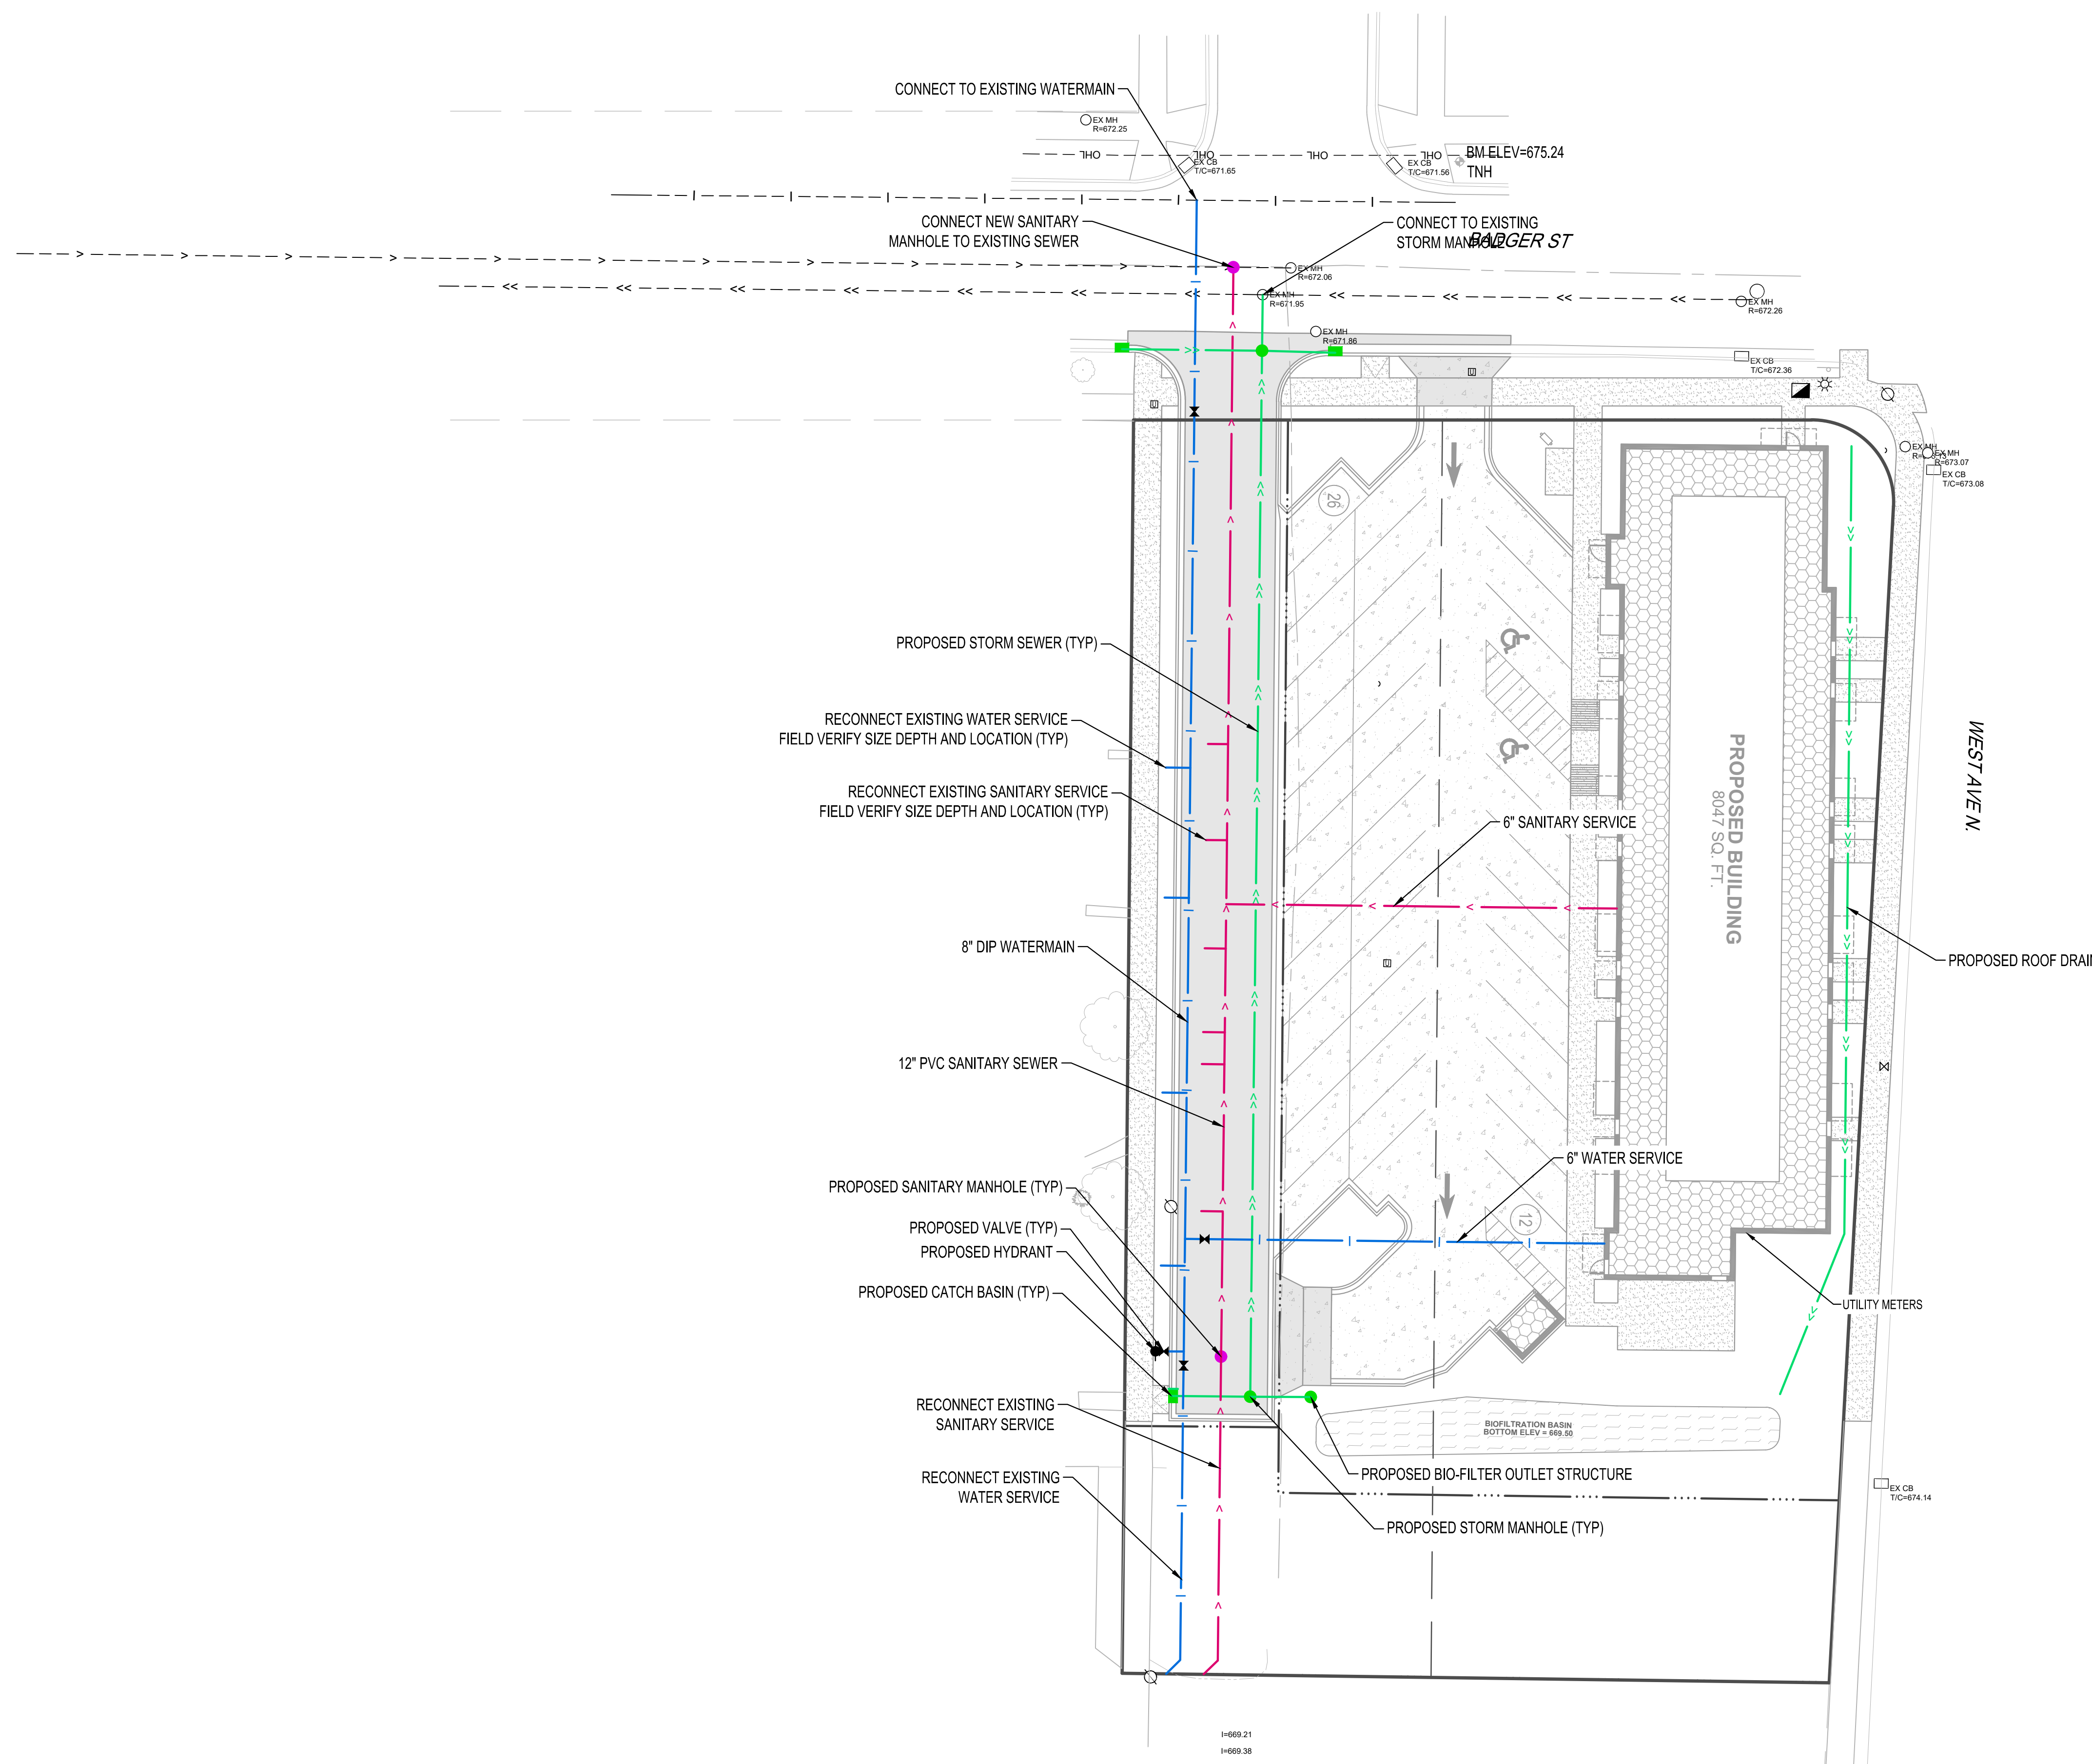 CONNECT TO EXISTING WATERMAIN
EX MH
R=672.25
OHL
OHL
OHL
OHL
BM ELEV=675.24
TNH
EX CB
T/C=671.65
EX CB
T/C=671.56
CONNECT NEW SANITARY
MANHOLE TO EXISTING SEWER
CONNECT TO EXISTING
STORM MANHOLE
BADGER ST
EX MH
R=672.06
EX MH
R=671.95
EX MH
R=672.26
EX MH
R=671.86
EX CB
T/C=672.36
EX MH
EX MH
R=673.07
EX CB
T/C=673.08
26
PROPOSED STORM SEWER (TYP)
RECONNECT EXISTING WATER SERVICE
FIELD VERIFY SIZE DEPTH AND LOCATION (TYP)
RECONNECT EXISTING SANITARY SERVICE
FIELD VERIFY SIZE DEPTH AND LOCATION (TYP)
6" SANITARY SERVICE
PROPOSED BUILDING
8047 SQ. FT.
WEST AVE N.
8" DIP WATERMAIN
PROPOSED ROOF DRAI
12" PVC SANITARY SEWER
6" WATER SERVICE
PROPOSED SANITARY MANHOLE (TYP)
12
PROPOSED VALVE (TYP)
PROPOSED HYDRANT
PROPOSED CATCH BASIN (TYP)
UTILITY METERS
RECONNECT EXISTING
SANITARY SERVICE
BIOFILTRATION BASIN
BOTTOM ELEV = 669.50
RECONNECT EXISTING
WATER SERVICE
PROPOSED BIO-FILTER OUTLET STRUCTURE
EX CB
T/C=674.14
PROPOSED STORM MANHOLE (TYP)
I=669.21
I=669.38